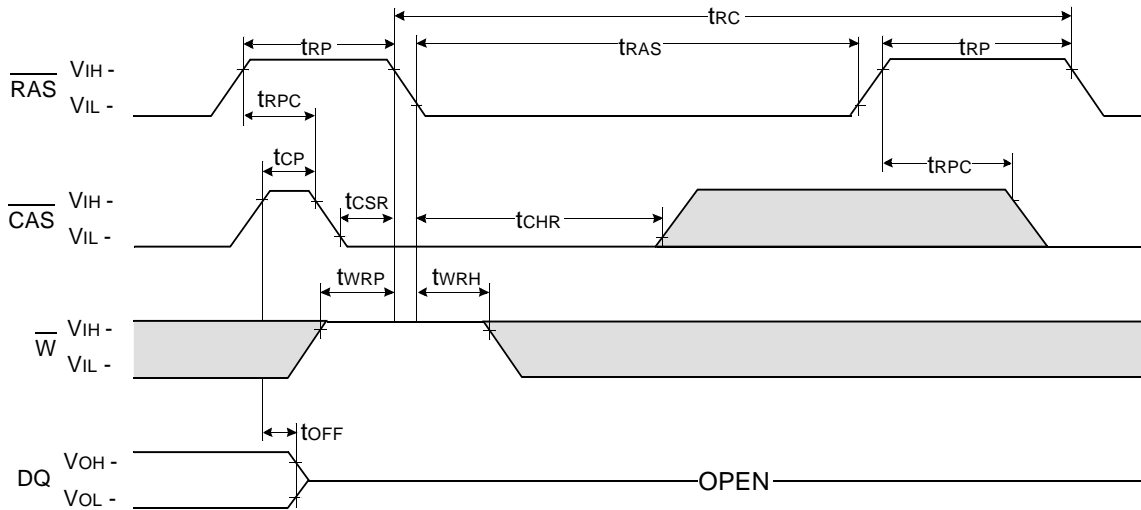 tRC
tRP tRAS tRP
RAS VIH -
VIL -
tRPC
tCP tRPC
CAS VIH -
VIL -
tCSR tCHR
tWRP tWRH
W VIH -
VIL -
tOFF
DQ VOH -
VOL -
OPEN